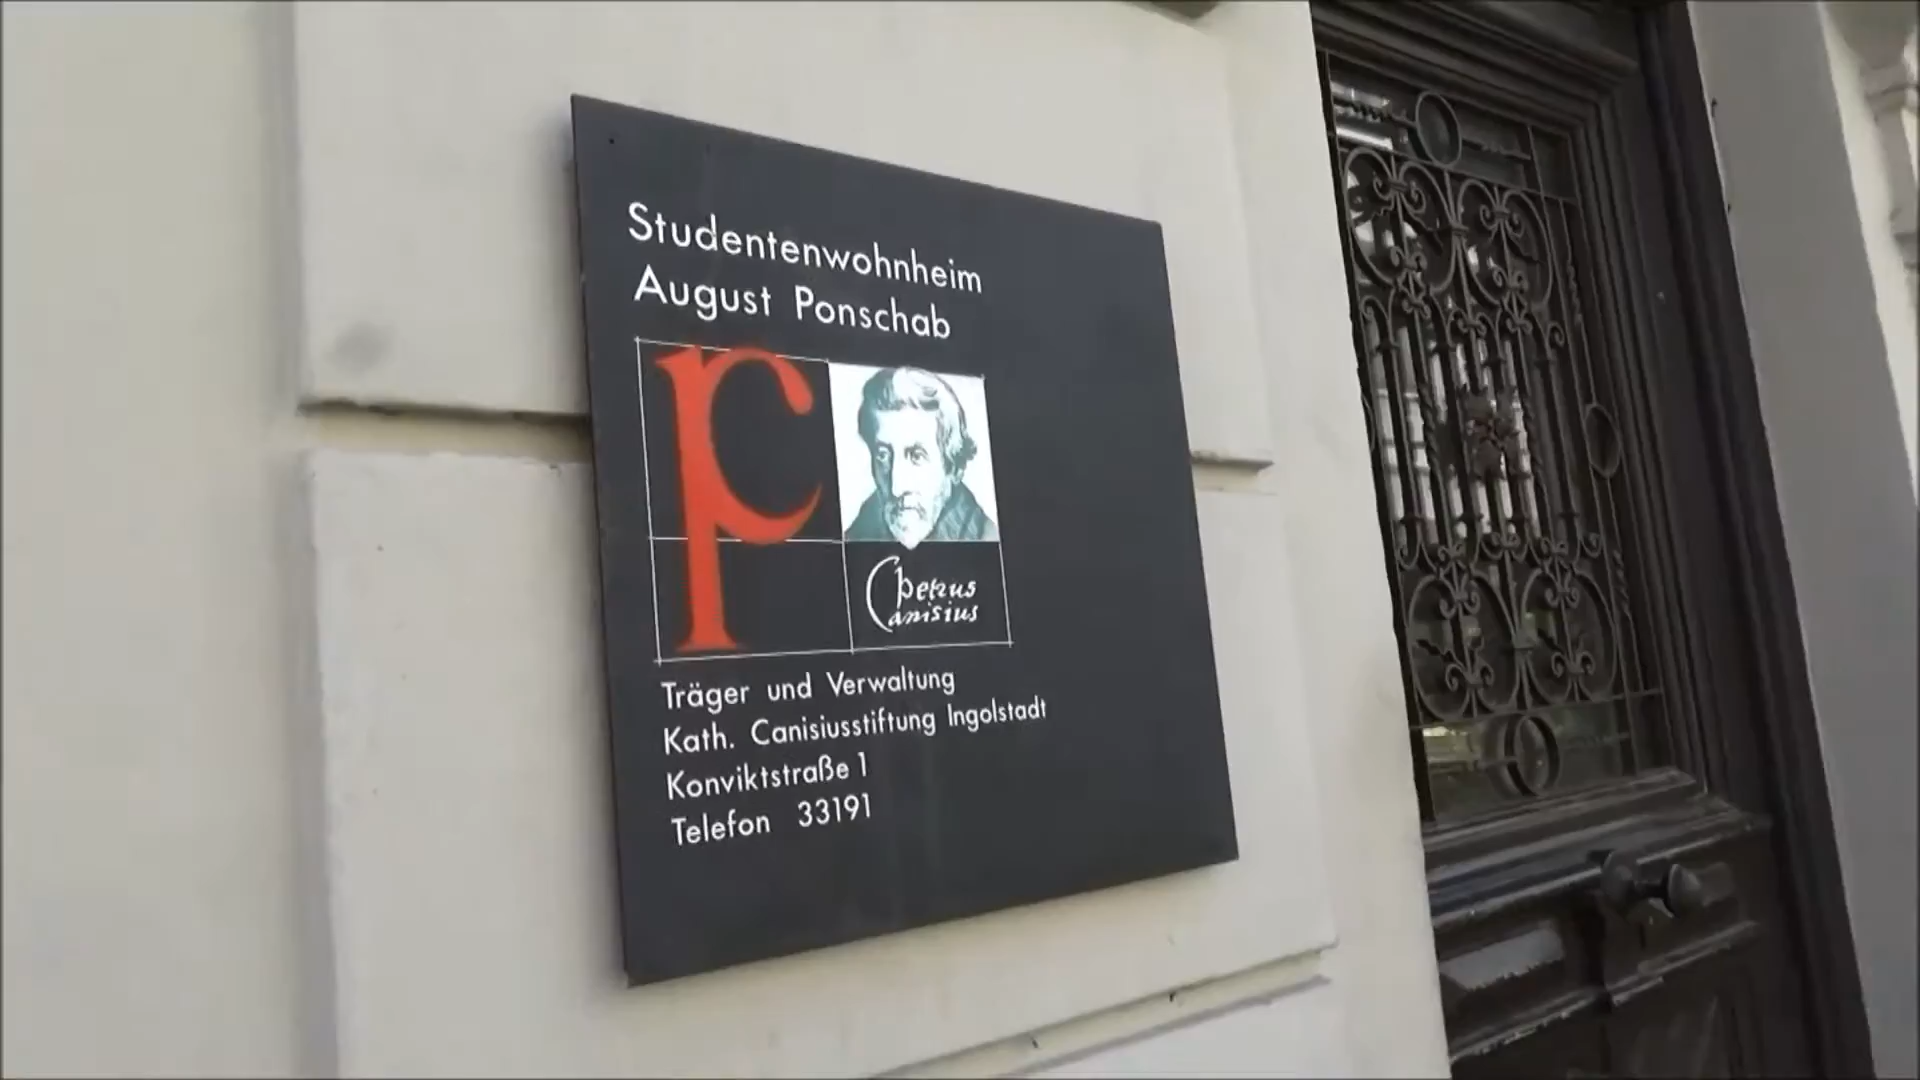 Studentenwohnheim
August Ponschab
Petrus
Canisius
Träger und Verwaltung
Kath. Canisiusstiftung Ingolstadt
Konviktstraße 1
Telefon 33191